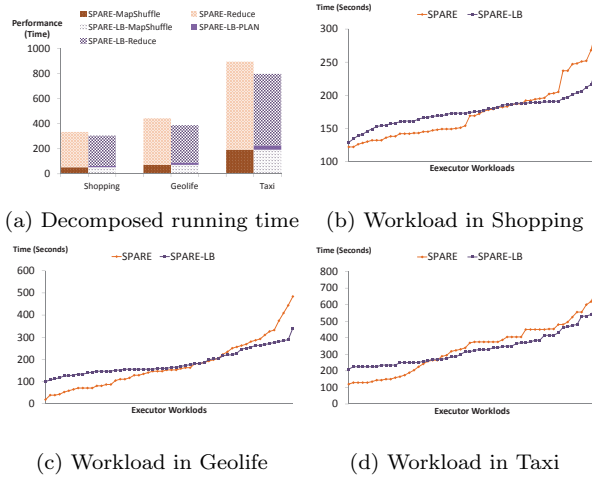 Performance
(Time)
SPARE-MapShuffle
SPARE-Reduce
SPARE-LB-MapShuffle
SPARE-LB-PLAN
SPARE-LB-Reduce
1000
800
600
400
200
0
Shopping
Geolife
Taxi
(a) Decomposed running time
Time (Seconds)
SPARE
SPARE-LB
300
250
200
150
100
Eexecutor Workloads
(b) Workload in Shopping
Time (Seconds)
SPARE
SPARE-LB
600
500
400
300
200
100
0
Executor Worklods
(c) Workload in Geolife
Time (Seconds)
SPARE
SPARE-LB
800
700
600
500
400
300
200
100
0
Executor Workloads
(d) Workload in Taxi